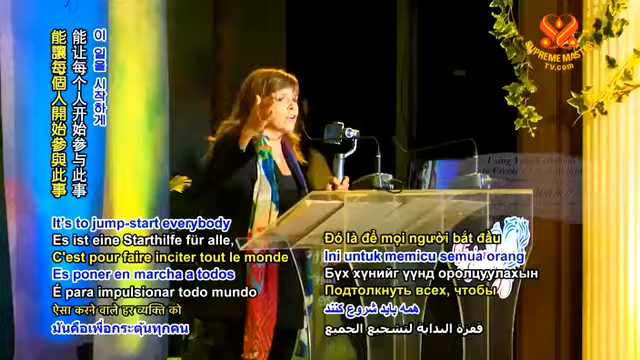 이 일을 시작하게
能让每个人开始参与此事
能讓每個人開始參與此事
SUPREME MASTER
TV.com
It's to jump-start everybody
Es ist eine Starthilfe für alle,
C'est pour faire inciter tout le monde
Es poner en marcha a todos
É para impulsionar todo mundo
ऐसा करने वाले हर व्यक्ति को
มันคือเพื่อกระตุ้นทุกคน
Đó là để mọi người bắt đầu
Ini untuk memicu semua orang
Бүх хүнийг үүнд оролцуулахын
Подтолкнуть всех, чтобы
همه باید شروع کنند
قفزة البداية لتشجيع الجميع